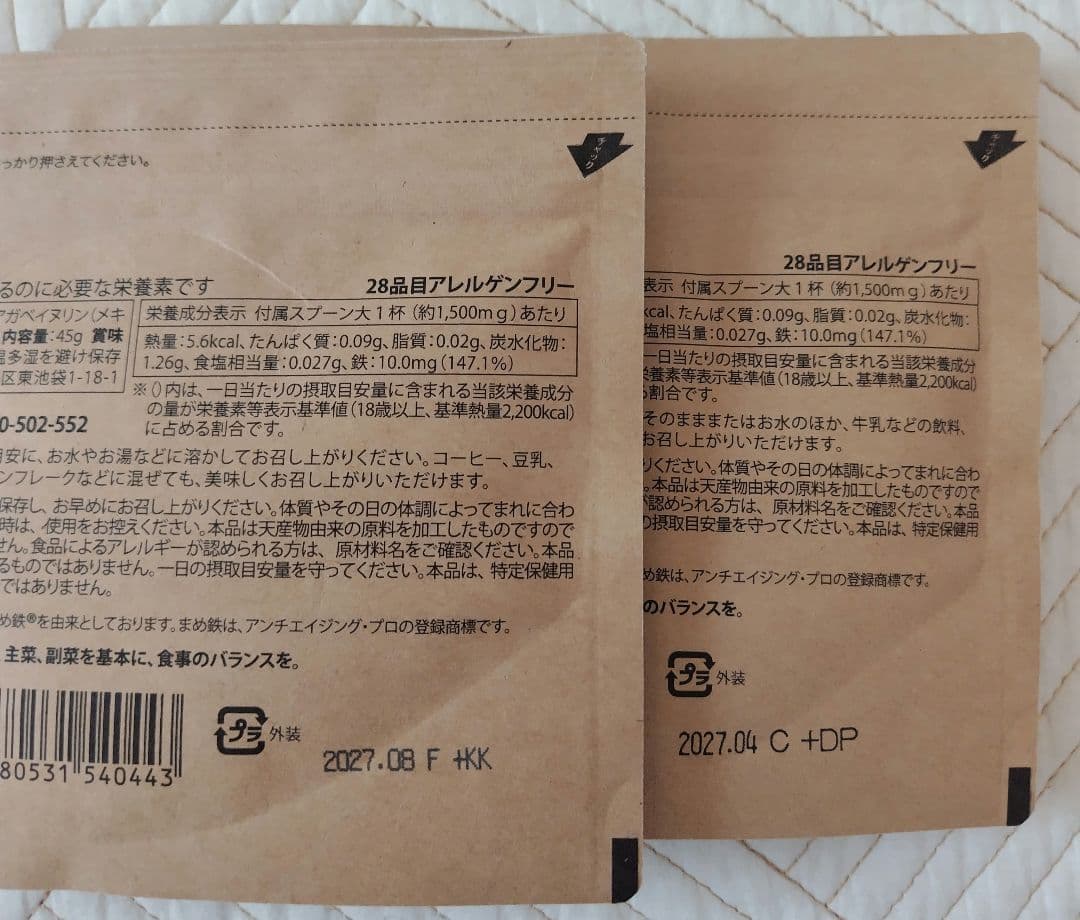 っかり押さえてください。
チャック
るのに必要な栄養素です
28品目アレルゲンフリー
アガベイヌリン（メキ
内容量：45g 賞味
多湿を避け保存
区東池袋1-18-1
栄養成分表示 付属スプーン大1杯（約1,500mg）あたり
熱量：5.6kcal、たんぱく質：0.09g、脂質：0.02g、炭水化物：
1.26g、食塩相当量：0.027g、鉄：10.0mg（147.1%）
※（）内は、一日当たりの摂取目安量に含まれる当該栄養成分
の量が栄養素等表示基準値（18歳以上、基準熱量2,200kcal）
に占める割合です。
0-502-552
目安に、お水やお湯などに溶かしてお召し上がりください。コーヒー、豆乳、
ンフレークなどに混ぜても、美味しくお召し上がりいただけます。
保存し、お早めにお召し上がりください。体質やその日の体調によってまれに合わ
時は、使用をお控えください。本品は天産物由来の原料を加工したものですので
せん。食品によるアレルギーが認められる方は、原材料名をご確認ください。本品
るものではありません。一日の摂取目安量を守ってください。本品は、特定保健用
ではありません。
め鉄®を由来としております。まめ鉄は、アンチエイジング・プロの登録商標です。
主菜、副菜を基本に、食事のバランスを。
80531 540443
プラ 外装
2027.08 F +KK
チャック
28品目アレルゲンフリー
表示 付属スプーン大1杯（約1,500mg）あたり
kcal、たんぱく質：0.09g、脂質：0.02g、炭水化物：
塩相当量：0.027g、鉄：10.0mg（147.1%）
一日当たりの摂取目安量に含まれる当該栄養成分
栄養素等表示基準値（18歳以上、基準熱量2,200kcal）
割合です。
そのまままたはお水のほか、牛乳などの飲料、
お召し上がりいただけます。
りください。体質やその日の体調によってまれに合わ
。本品は天産物由来の原料を加工したものですので
認められる方は、原材料名をご確認ください。本品
の摂取目安量を守ってください。本品は、特定保健用
め鉄は、アンチエイジング・プロの登録商標です。
のバランスを。
プラ 外装
2027.04 C +DP